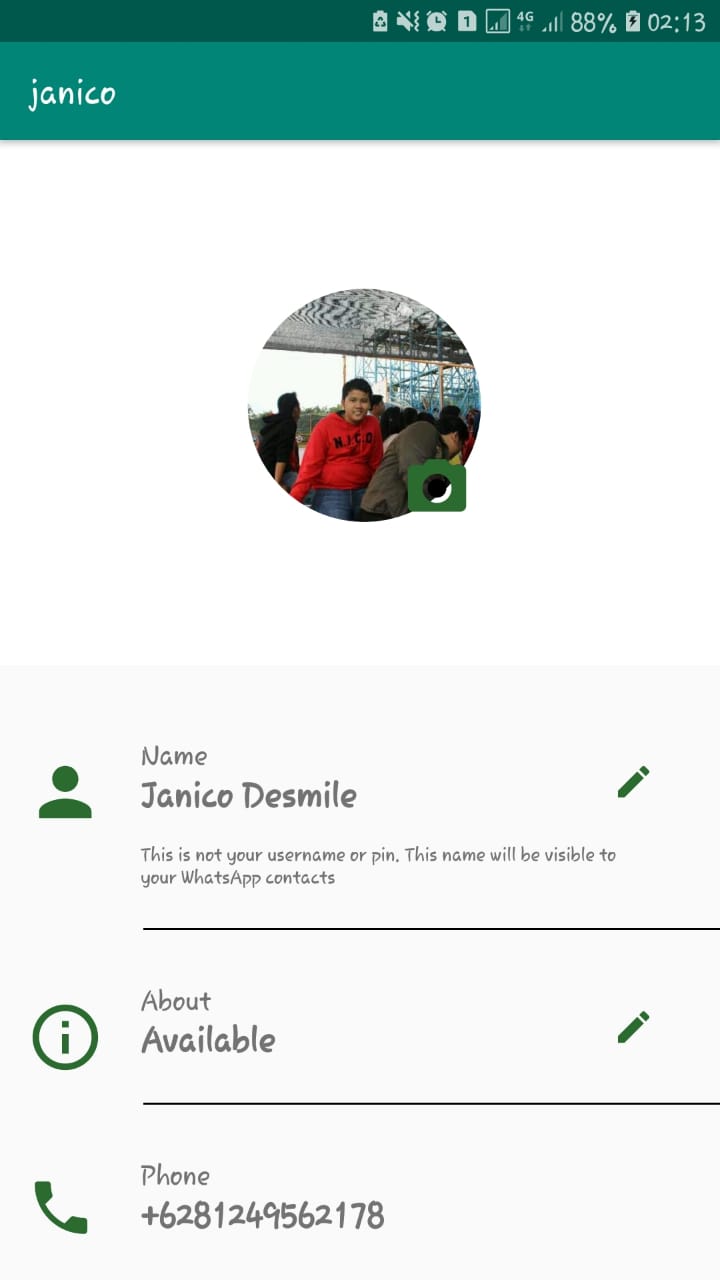 1 4G 88% 02:13
janico
N.I.C.O
Name
Janico Desmile
This is not your username or pin. This name will be visible to
your WhatsApp contacts
About
Available
Phone
+6281249562178